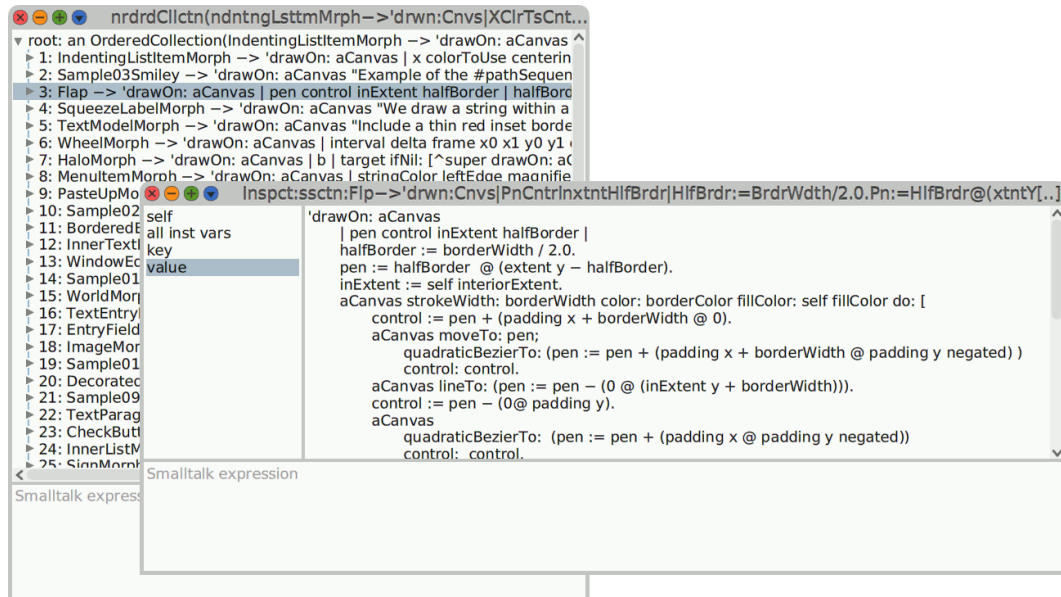 nrdrdCllctn(ndntngLsttmMrph−>'drwn:Cnvs|XClrTsCnt...
root: an OrderedCollection(IndentingListItemMorph −> 'drawOn: aCanvas
1: IndentingListItemMorph −> 'drawOn: aCanvas | x colorToUse centerin
2: Sample03Smiley −> 'drawOn: aCanvas "Example of the #pathSequen
3: Flap −> 'drawOn: aCanvas | pen control inExtent halfBorder | halfBord
4: SqueezeLabelMorph −> 'drawOn: aCanvas "We draw a string within a
5: TextModelMorph −> 'drawOn: aCanvas "Include a thin red inset borde
6: WheelMorph −> 'drawOn: aCanvas | interval delta frame x0 x1 y0 y1
7: HaloMorph −> 'drawOn: aCanvas | b | target ifNil: [^super drawOn: aC
8: MenuItemMorph −> 'drawOn: aCanvas | stringColor leftEdge magnifie
9: PasteUpMo
10: Sample02
11: BorderedB
12: InnerTextI
13: WindowEd
14: Sample01
15: WorldMorp
16: TextEntry
17: EntryField
18: ImageMor
19: Sample01
20: Decorated
21: Sample09
22: TextParag
23: CheckButt
24: InnerListM
25: SignMorph
Smalltalk express
Inspct:ssctn:Flp−>'drwn:Cnvs|PnCntrlnxtntHlfBrdr|HlfBrdr:=BrdrWdth/2.0.Pn:=HlfBrdr@(xtntY[..]
self
all inst vars
key
value
'drawOn: aCanvas
| pen control inExtent halfBorder |
halfBorder := borderWidth / 2.0.
pen := halfBorder @ (extent y − halfBorder).
inExtent := self interiorExtent.
aCanvas strokeWidth: borderWidth color: borderColor fillColor: self fillColor do: [
control := pen + (padding x + borderWidth @ 0).
aCanvas moveTo: pen;
quadraticBezierTo: (pen := pen + (padding x + borderWidth @ padding y negated) )
control: control.
aCanvas lineTo: (pen := pen − (0 @ (inExtent y + borderWidth))).
control := pen − (0@ padding y).
aCanvas
quadraticBezierTo: (pen := pen + (padding x @ padding y negated))
control: control.
Smalltalk expression